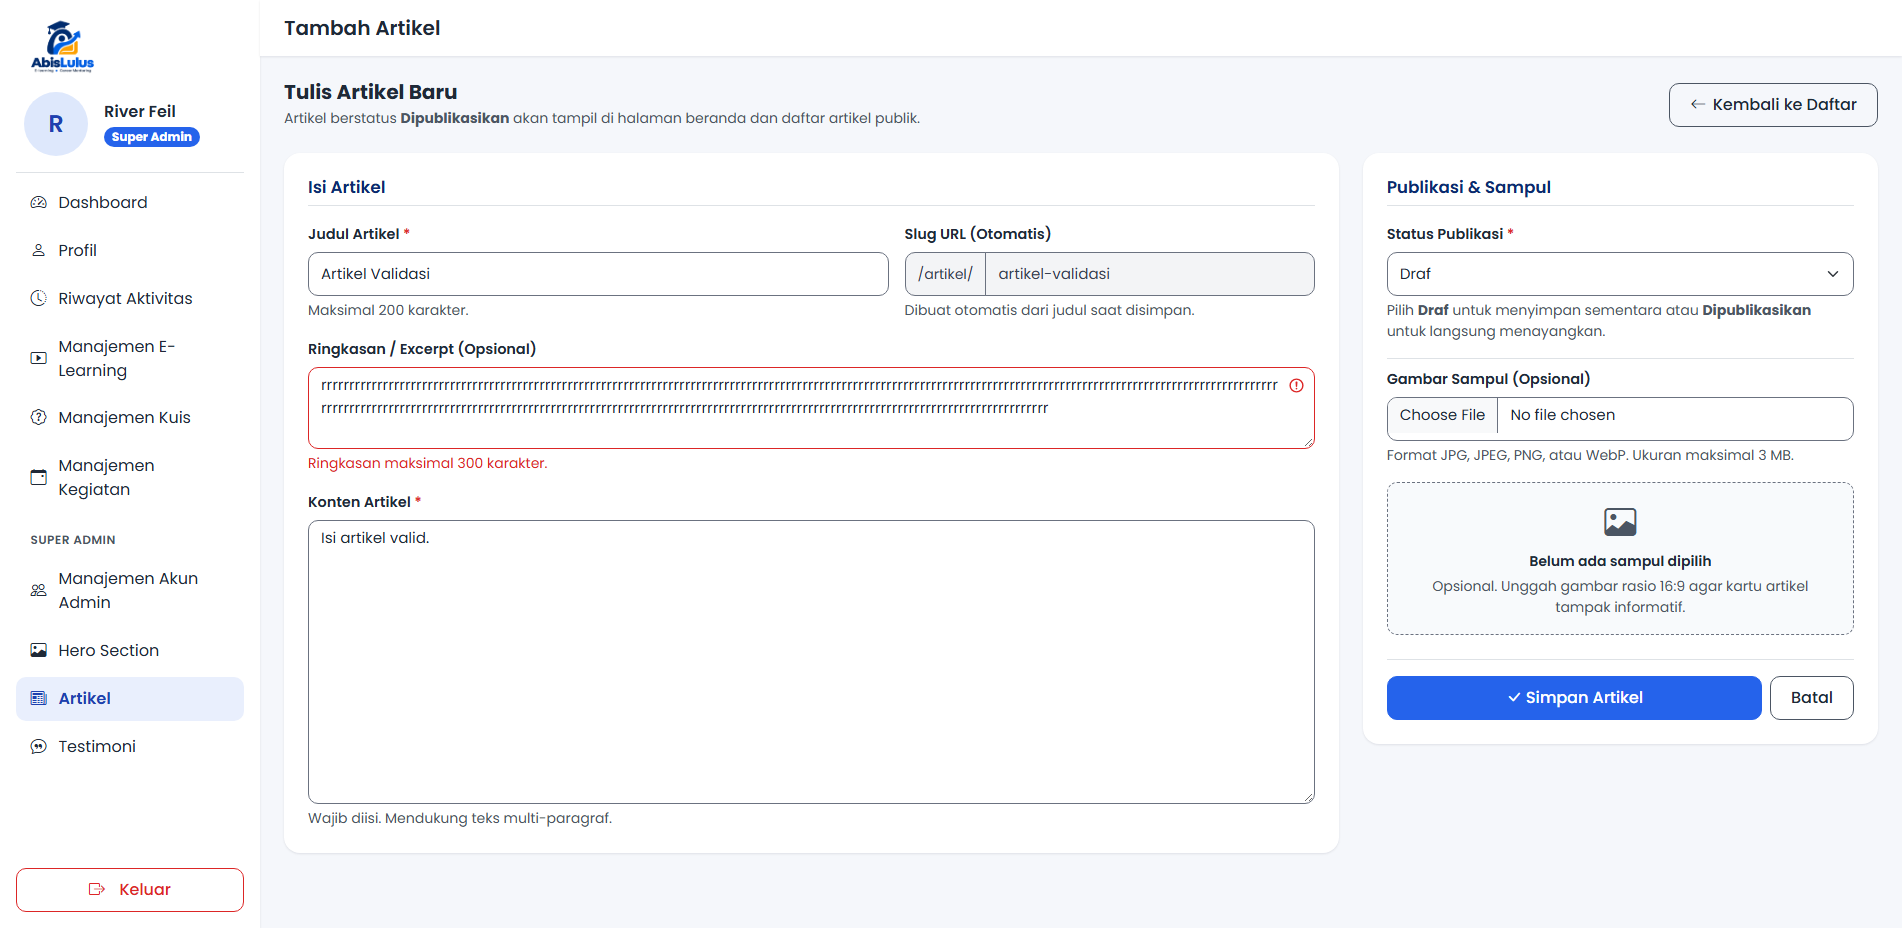 AbisLulus
R
River Feil
Super Admin
Dashboard
Profil
Riwayat Aktivitas
Manajemen E-
Learning
Manajemen Kuis
Manajemen
Kegiatan
SUPER ADMIN
Manajemen Akun
Admin
Hero Section
Artikel
Testimoni
Keluar
Tambah Artikel
Tulis Artikel Baru
Artikel berstatus Dipublikasikan akan tampil di halaman beranda dan daftar artikel publik.
← Kembali ke Daftar
Isi Artikel
Judul Artikel *
Artikel Validasi
Maksimal 200 karakter.
Slug URL (Otomatis)
/artikel/ artikel-validasi
Dibuat otomatis dari judul saat disimpan.
Ringkasan / Excerpt (Opsional)
Ringkasan maksimal 300 karakter.
Konten Artikel *
Isi artikel valid.
Wajib diisi. Mendukung teks multi-paragraf.
Publikasi & Sampul
Status Publikasi *
Draf
Pilih Draf untuk menyimpan sementara atau Dipublikasikan
untuk langsung menayangkan.
Gambar Sampul (Opsional)
Choose File No file chosen
Format JPG, JPEG, PNG, atau WebP. Ukuran maksimal 3 MB.
Belum ada sampul dipilih
Opsional. Unggah gambar rasio 16:9 agar kartu artikel
tampak informatif.
Simpan Artikel
Batal